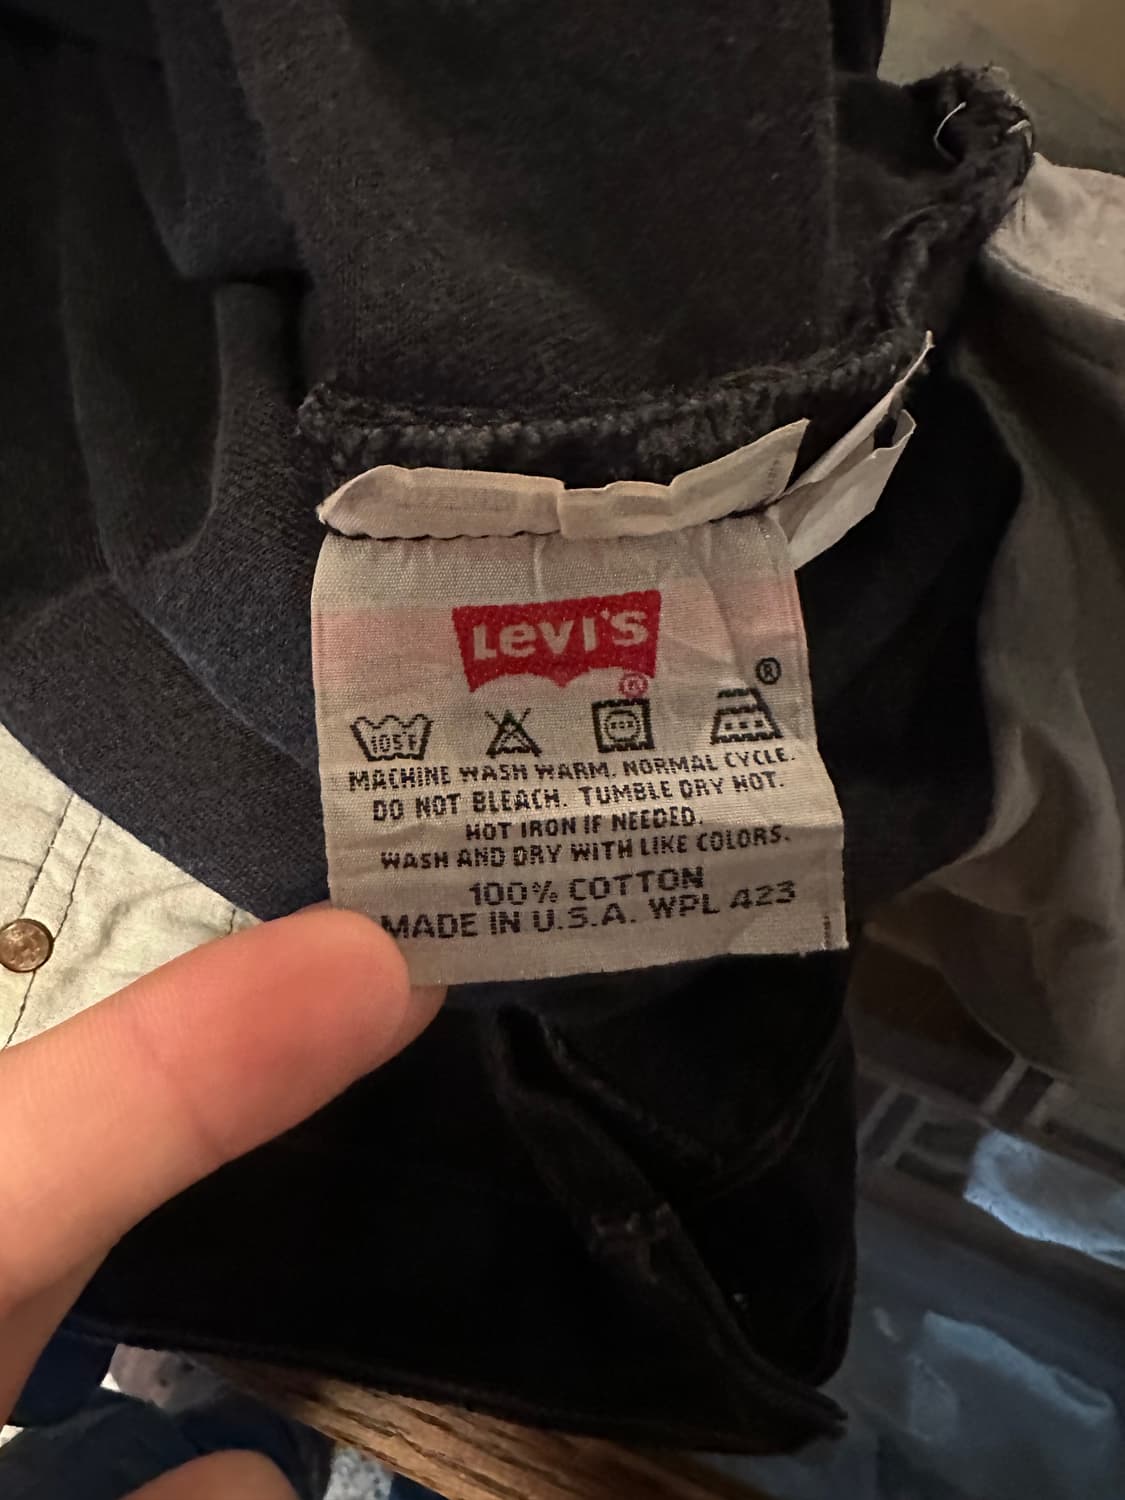 Levi's
®
®
105F
MACHINE WASH WARM, NORMAL CYCLE.
DO NOT BLEACH. TUMBLE DRY HOT.
HOT IRON IF NEEDED.
WASH AND DRY WITH LIKE COLORS.
100% COTTON
MADE IN U.S.A. WPL 423